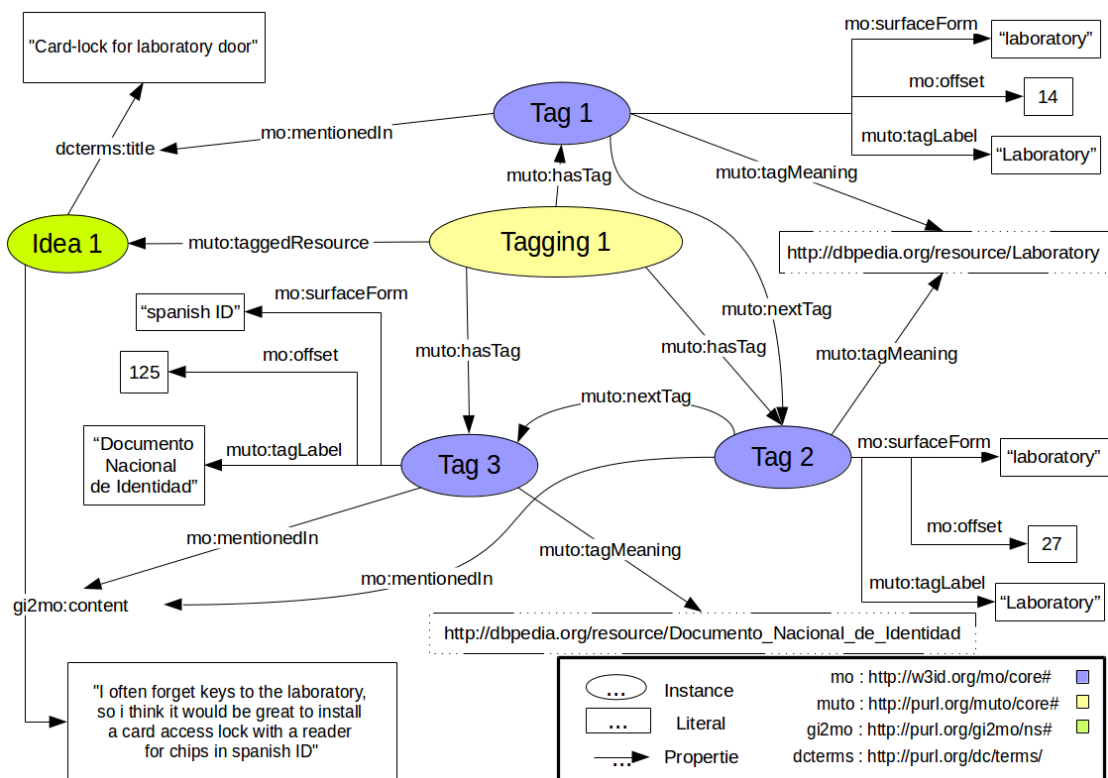 "Card-lock for laboratory door"
mo:surfaceForm
“laboratory”
mo:offset
14
muto:tagLabel
“Laboratory”
Tag 1
mo:mentionedIn
dcterms:title
muto:hasTag
muto:tagMeaning
Idea 1
muto:taggedResource
Tagging 1
http://dbpedia.org/resource/Laboratory
mo:surfaceForm
“spanish ID”
muto:nextTag
mo:offset
125
muto:hasTag
muto:hasTag
muto:tagMeaning
muto:nextTag
“Documento
Nacional
de Identidad”
muto:tagLabel
Tag 3
Tag 2
mo:surfaceForm
“laboratory”
mo:offset
27
mo:mentionedIn
muto:tagMeaning
mo:mentionedIn
muto:tagLabel
“Laboratory”
gi2mo:content
http://dbpedia.org/resource/Documento_Nacional_de_Identidad
"I often forget keys to the laboratory,
so i think it would be great to install
a card access lock with a reader
for chips in spanish ID"
... Instance
... Literal
... Propertie
mo : http://w3id.org/mo/core#
muto : http://purl.org/muto/core#
gi2mo : http://purl.org/gi2mo/ns#
dcterms : http://purl.org/dc/terms/